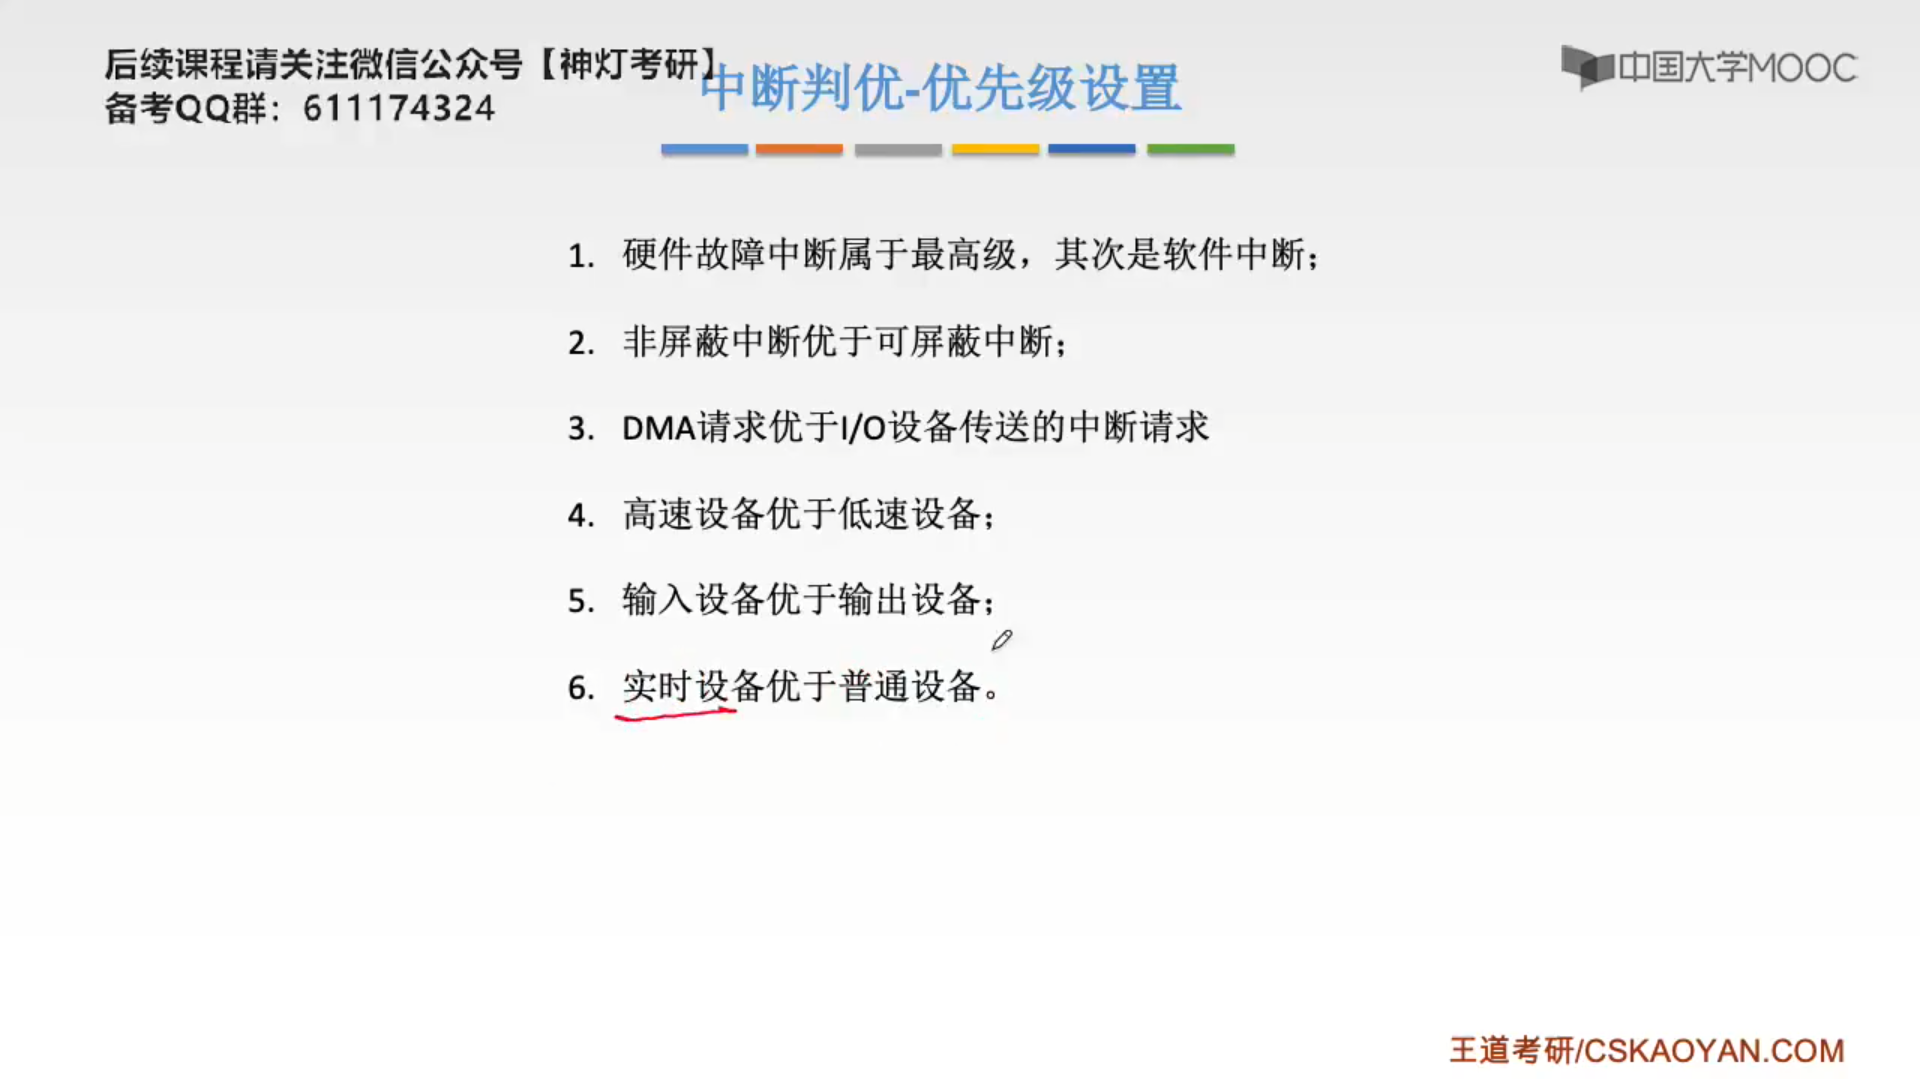 后续课程请关注微信公众号【神灯考研】
备考QQ群：611174324
中断判优-优先级设置
中国大学MOOC
1. 硬件故障中断属于最高级，其次是软件中断；
2. 非屏蔽中断优于可屏蔽中断；
3. DMA请求优于I/O设备传送的中断请求
4. 高速设备优于低速设备；
5. 输入设备优于输出设备；
6. 实时设备优于普通设备。
王道考研/CSKAOYAN.COM